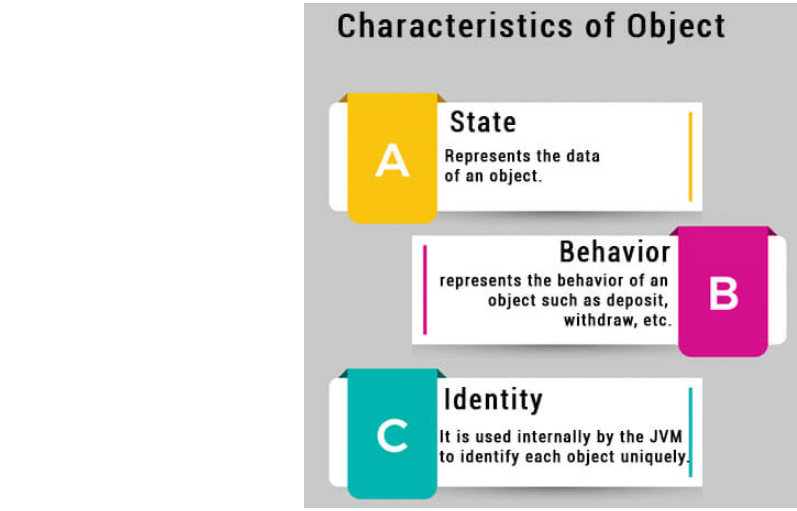 Characteristics of Object
A
State
Represents the data
of an object.
Behavior
represents the behavior of an
object such as deposit,
withdraw, etc.
B
C
Identity
It is used internally by the JVM
to identify each object uniquely.